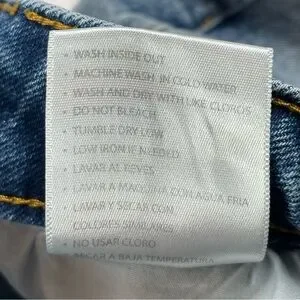 • WASH INSIDE OUT
• MACHINE WASH IN COLD WATER
• WASH AND DRY WITH LIKE COLORS
• DO NOT BLEACH
• TUMBLE DRY LOW
• LOW IRON IF NEEDED
• LAVAR AL REVES
• LAVAR A MAQUINA CON AGUA FRIA
• LAVAR Y SECAR CON
COLORES SIMILARES
• NO USAR CLORO
• SECAR A BAJA TEMPERATURA